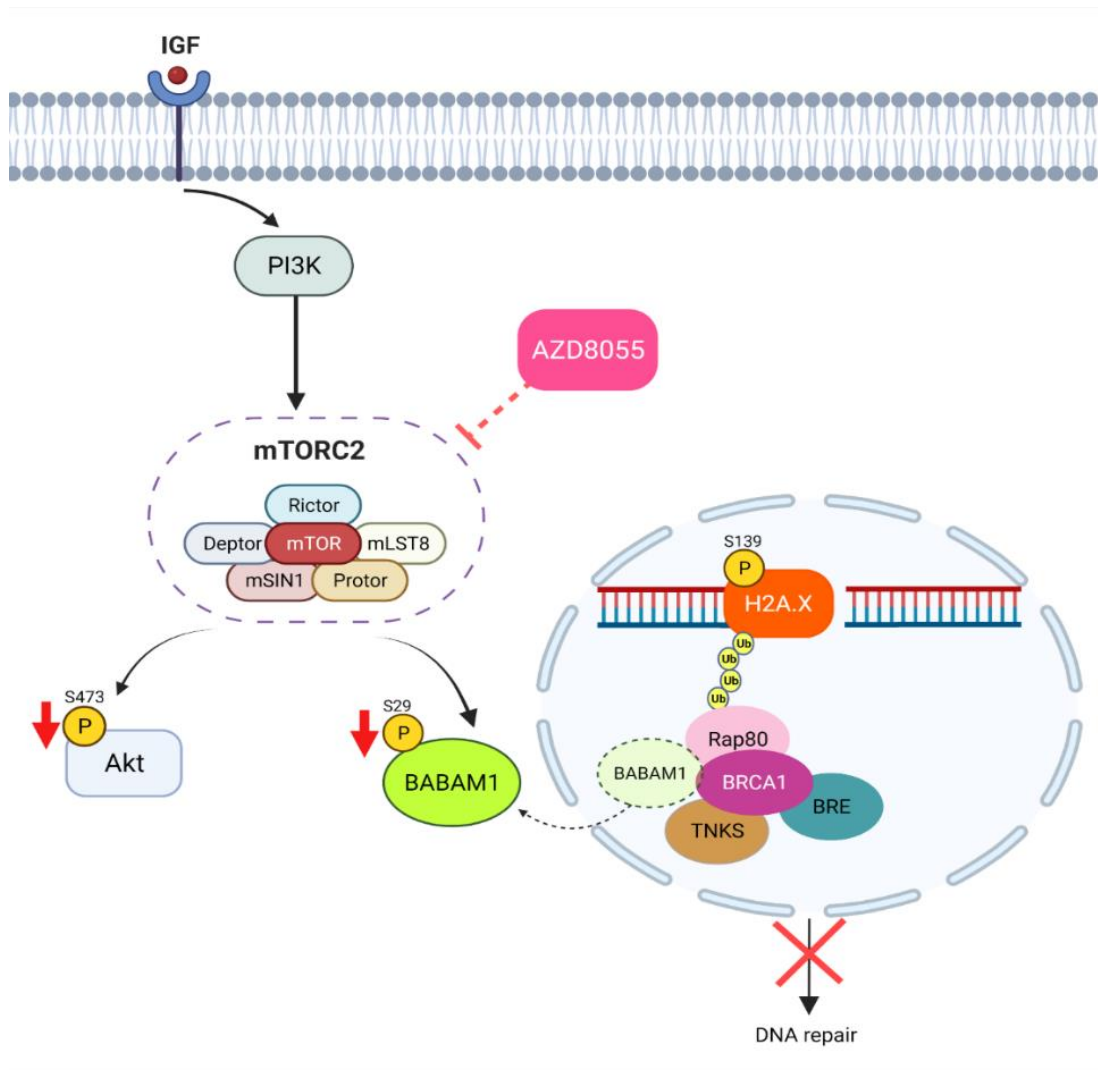 IGF
PI3K
AZD8055
mTORC2
Rictor
Deptor
mTOR
mLST8
mSIN1
Protor
S473
P
Akt
S29
P
BABAM1
S139
P
H2A.X
Ub
Ub
Ub
Ub
Rap80
BABAM1
BRCA1
BRE
TNKS
DNA repair